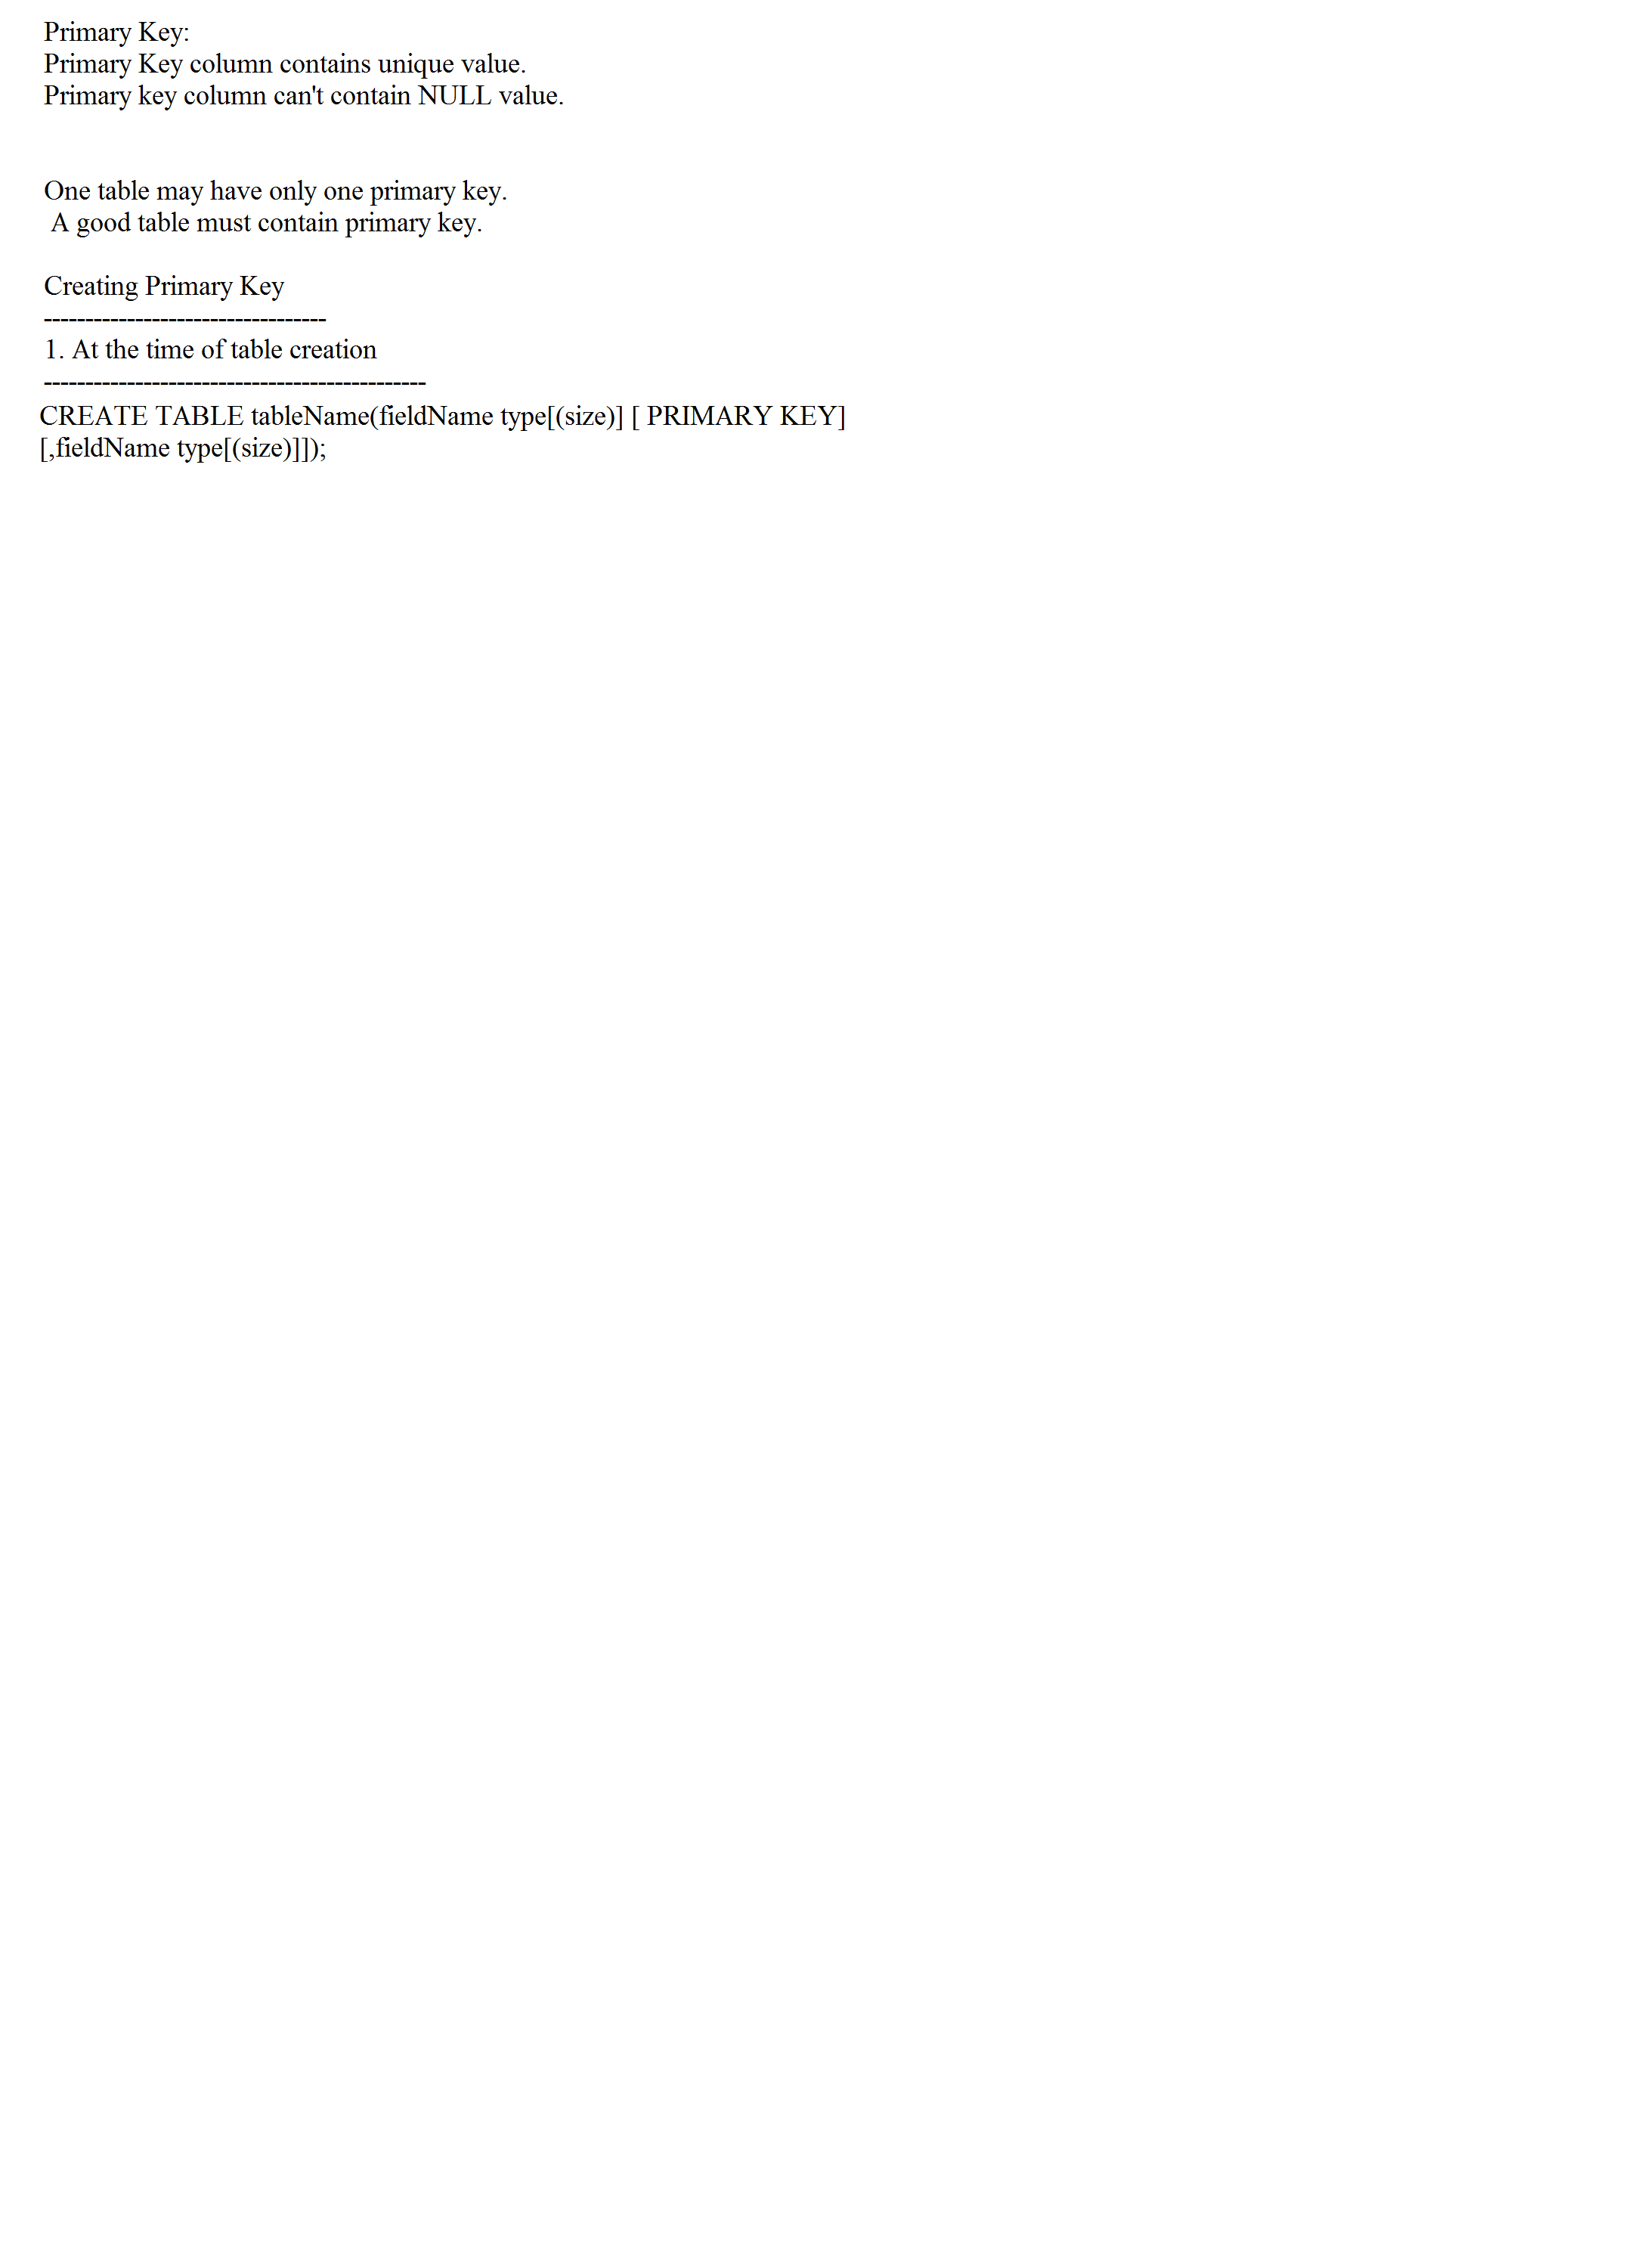 Primary Key:
Primary Key column contains unique value.
Primary key column can't contain NULL value.
One table may have only one primary key.
A good table must contain primary key.
Creating Primary Key
----------------------------------
1. At the time of table creation
----------------------------------------------
CREATE TABLE tableName(fieldName type[(size)] [ PRIMARY KEY]
[,fieldName type[(size)]]);